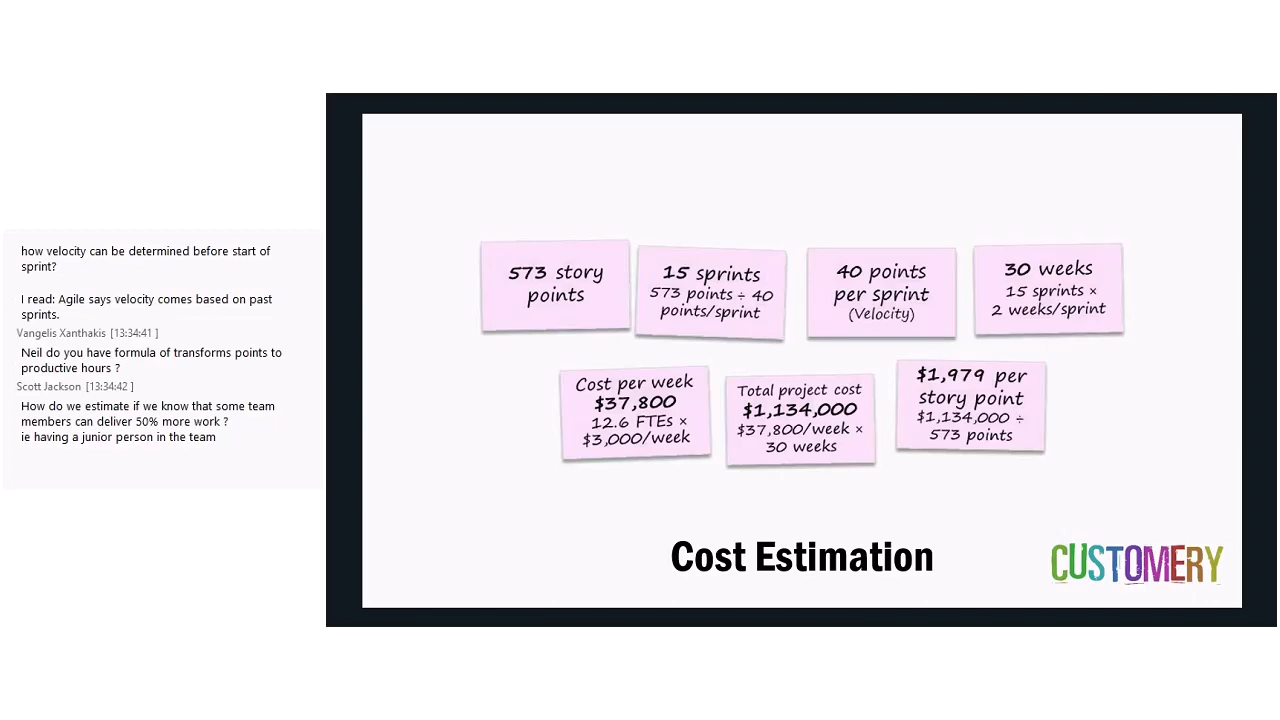 how velocity can be determined before start of
sprint?
I read: Agile says velocity comes based on past
sprints.
Vangelis Xanthakis [13:34:41 ]
Neil do you have formula of transforms points to
productive hours ?
Scott Jackson [13:34:42 ]
How do we estimate if we know that some team
members can deliver 50% more work ?
ie having a junior person in the team
573 story
points
15 sprints
573 points ÷ 40
points/sprint
40 points
per sprint
(Velocity)
30 weeks
15 sprints ×
2 weeks/sprint
Cost per week
$37,800
12.6 FTEs ×
$3,000/week
Total project cost
$1,134,000
$37,800/week ×
30 weeks
$1,979 per
story point
$1,134,000 ÷
573 points
Cost Estimation
CUSTOMERY